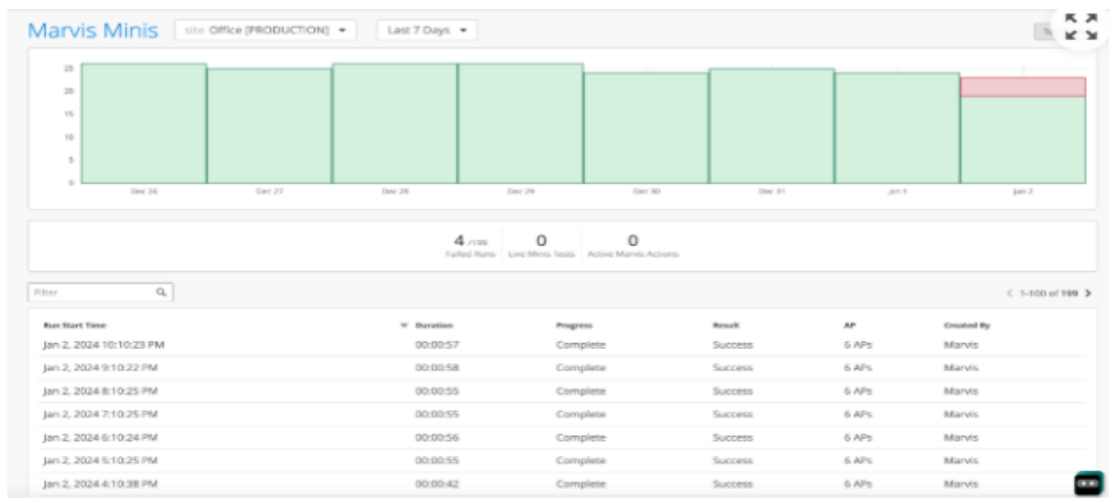 Marvis Minis site Office [PRODUCTION] Last 7 Days
25
20
15
10
5
0
Dec 26 Dec 27 Dec 28 Dec 29 Dec 30 Dec 31 Jan 1 Jan 2
4 /199 0 0
Failed Runs Live Minis Tests Active Marvis Actions
Filter < 1-100 of 199 >
Run Start Time Duration Progress Result AP Created By
Jan 2, 2024 10:10:23 PM 00:00:57 Complete Success 6 APs Marvis
Jan 2, 2024 9:10:22 PM 00:00:58 Complete Success 6 APs Marvis
Jan 2, 2024 8:10:25 PM 00:00:55 Complete Success 6 APs Marvis
Jan 2, 2024 7:10:25 PM 00:00:55 Complete Success 6 APs Marvis
Jan 2, 2024 6:10:24 PM 00:00:56 Complete Success 6 APs Marvis
Jan 2, 2024 5:10:25 PM 00:00:55 Complete Success 6 APs Marvis
Jan 2, 2024 4:10:38 PM 00:00:42 Complete Success 6 APs Marvis